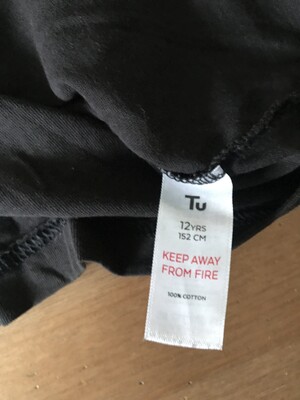 Tu
12YRS
152 CM
KEEP AWAY
FROM FIRE
100% COTTON